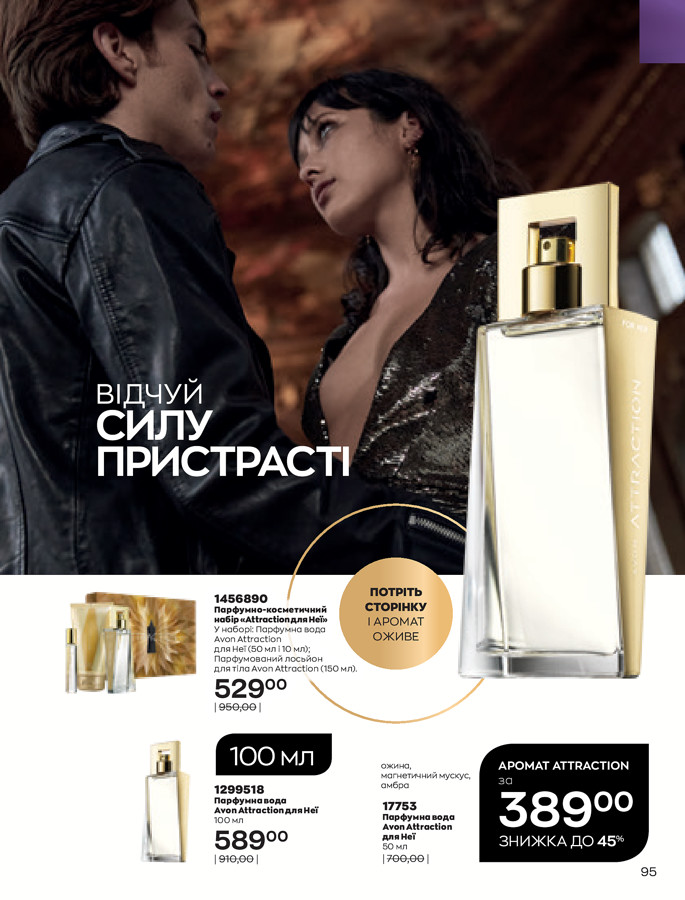 ВІДЧУЙ
СИЛУ
ПРИСТРАСТІ
FOR HER
AVON ATTRACTION
ПОТРІТЬ
СТОРІНКУ
І АРОМАТ
ОЖИВЕ
1456890
Парфумно-косметичний
набір «Attraction для Неї»
У наборі: Парфумна вода
Avon Attraction
для Неї (50 мл і 10 мл);
Парфумований лосьйон
для тіла Avon Attraction (150 мл).
529⁰⁰
| 950,00 |
100 мл
1299518
Парфумна вода
Avon Attraction для Неї
100 мл
589⁰⁰
| 910,00 |
ожина,
магнетичний мускус,
амбра
17753
Парфумна вода
Avon Attraction
для Неї
50 мл
| 700,00 |
АРОМАТ ATTRACTION
за
389⁰⁰
ЗНИЖКА ДО 45%
95